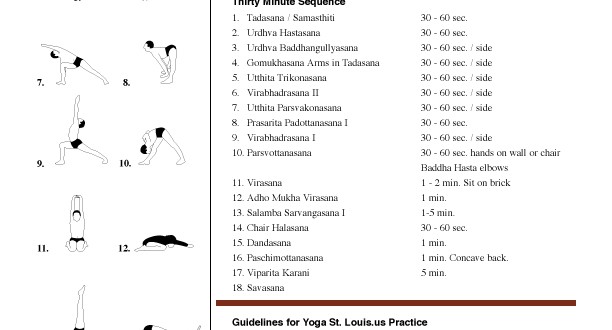 Thirty Minute Sequence
1. Tadasana / Samasthiti 30 - 60 sec.
2. Urdhva Hastasana 30 - 60 sec.
3. Urdhva Baddhangullyasana 30 - 60 sec. / side
4. Gomukhasana Arms in Tadasana 30 - 60 sec. / side
5. Utthita Trikonasana 30 - 60 sec. / side
6. Virabhadrasana II 30 - 60 sec. / side
7. Utthita Parsvakonasana 30 - 60 sec. / side
8. Prasarita Padottanasana I 30 - 60 sec.
9. Virabhadrasana I 30 - 60 sec. / side
10. Parsvottanasana 30 - 60 sec. hands on wall or chair
Baddha Hasta elbows
11. Virasana 1 - 2 min. Sit on brick
12. Adho Mukha Virasana 1 min.
13. Salamba Sarvangasana I 1-5 min.
14. Chair Halasana 30 - 60 sec.
15. Dandasana 1 min.
16. Paschimottanasana 1 min. Concave back.
17. Viparita Karani 5 min.
18. Savasana
Guidelines for Yoga St. Louis.us Practice
7. 8.
9. 10.
11. 12.